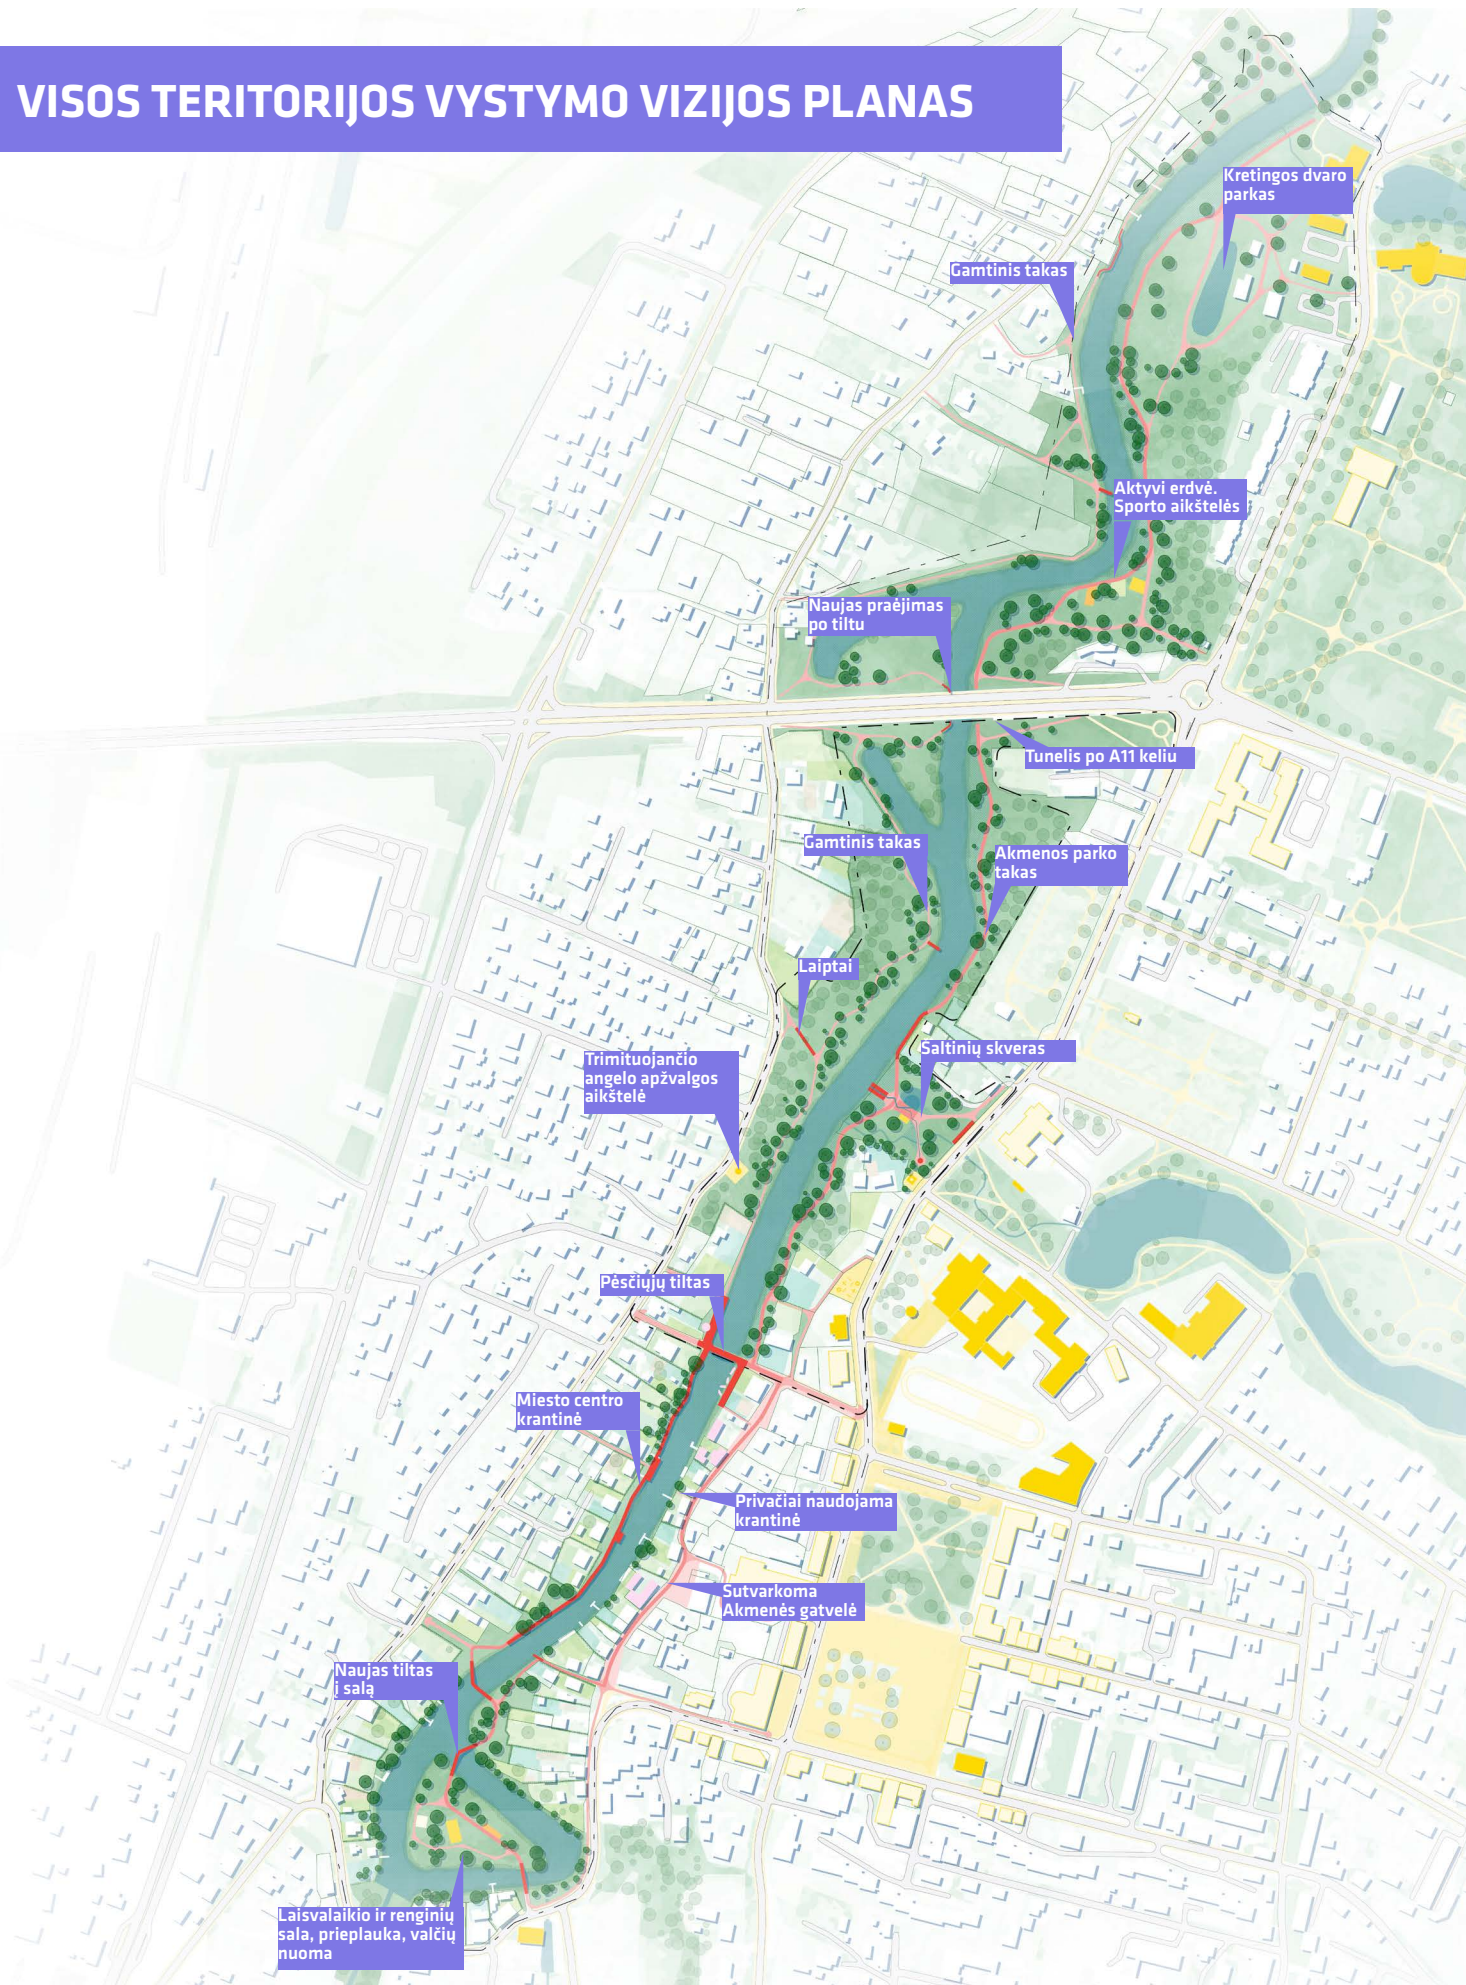 VISOS TERITORIJOS VYSTYMO VIZIJOS PLANAS
Kretingos dvaro
parkas
Gamtinis takas
Aktyvi erdvė.
Sporto aikštelės
Naujas praėjimas
po tiltu
Tunelis po A11 keliu
Gamtinis takas
Akmenos parko
takas
Laiptai
Šaltinių skveras
Trimituojančio
angelo apžvalgos
aikštelė
Pėsčiųjų tiltas
Miesto centro
krantinė
Privačiai naudojama
krantinė
Sutvarkoma
Akmenės gatvelė
Naujas tiltas
į salą
Laisvalaikio ir renginių
sala, prieplauka, valčių
nuoma